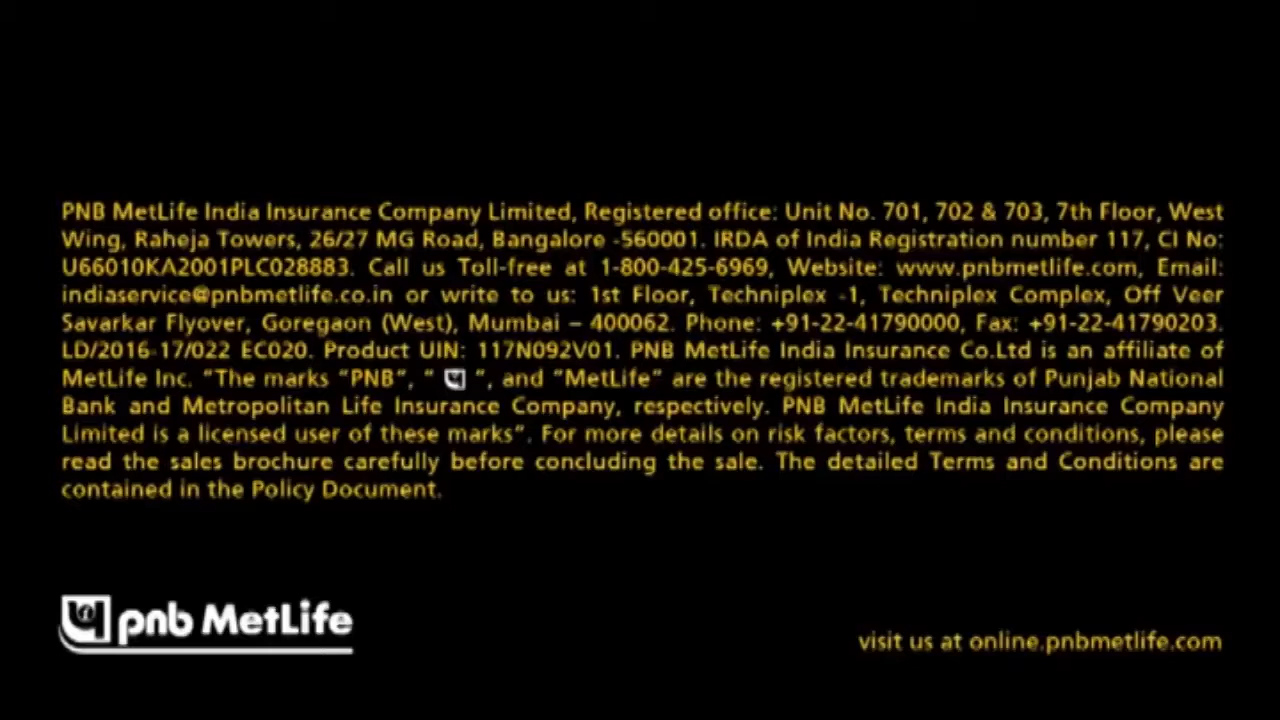 PNB MetLife India Insurance Company Limited, Registered office: Unit No. 701, 702 & 703, 7th Floor, West
Wing, Raheja Towers, 26/27 MG Road, Bangalore -560001. IRDA of India Registration number 117, CI No:
U66010KA2001PLC028883. Call us Toll-free at 1-800-425-6969, Website: www.pnbmetlife.com, Email:
indiaservice@pnbmetlife.co.in or write to us: 1st Floor, Techniplex -1, Techniplex Complex, Off Veer
Savarkar Flyover, Goregaon (West), Mumbai – 400062. Phone: +91-22-41790000, Fax: +91-22-41790203.
LD/2016-17/022 EC020. Product UIN: 117N092V01. PNB MetLife India Insurance Co.Ltd is an affiliate of
MetLife Inc. “The marks “PNB”, “ ”, and “MetLife” are the registered trademarks of Punjab National
Bank and Metropolitan Life Insurance Company, respectively. PNB MetLife India Insurance Company
Limited is a licensed user of these marks”. For more details on risk factors, terms and conditions, please
read the sales brochure carefully before concluding the sale. The detailed Terms and Conditions are
contained in the Policy Document.
pnb MetLife
visit us at online.pnbmetlife.com